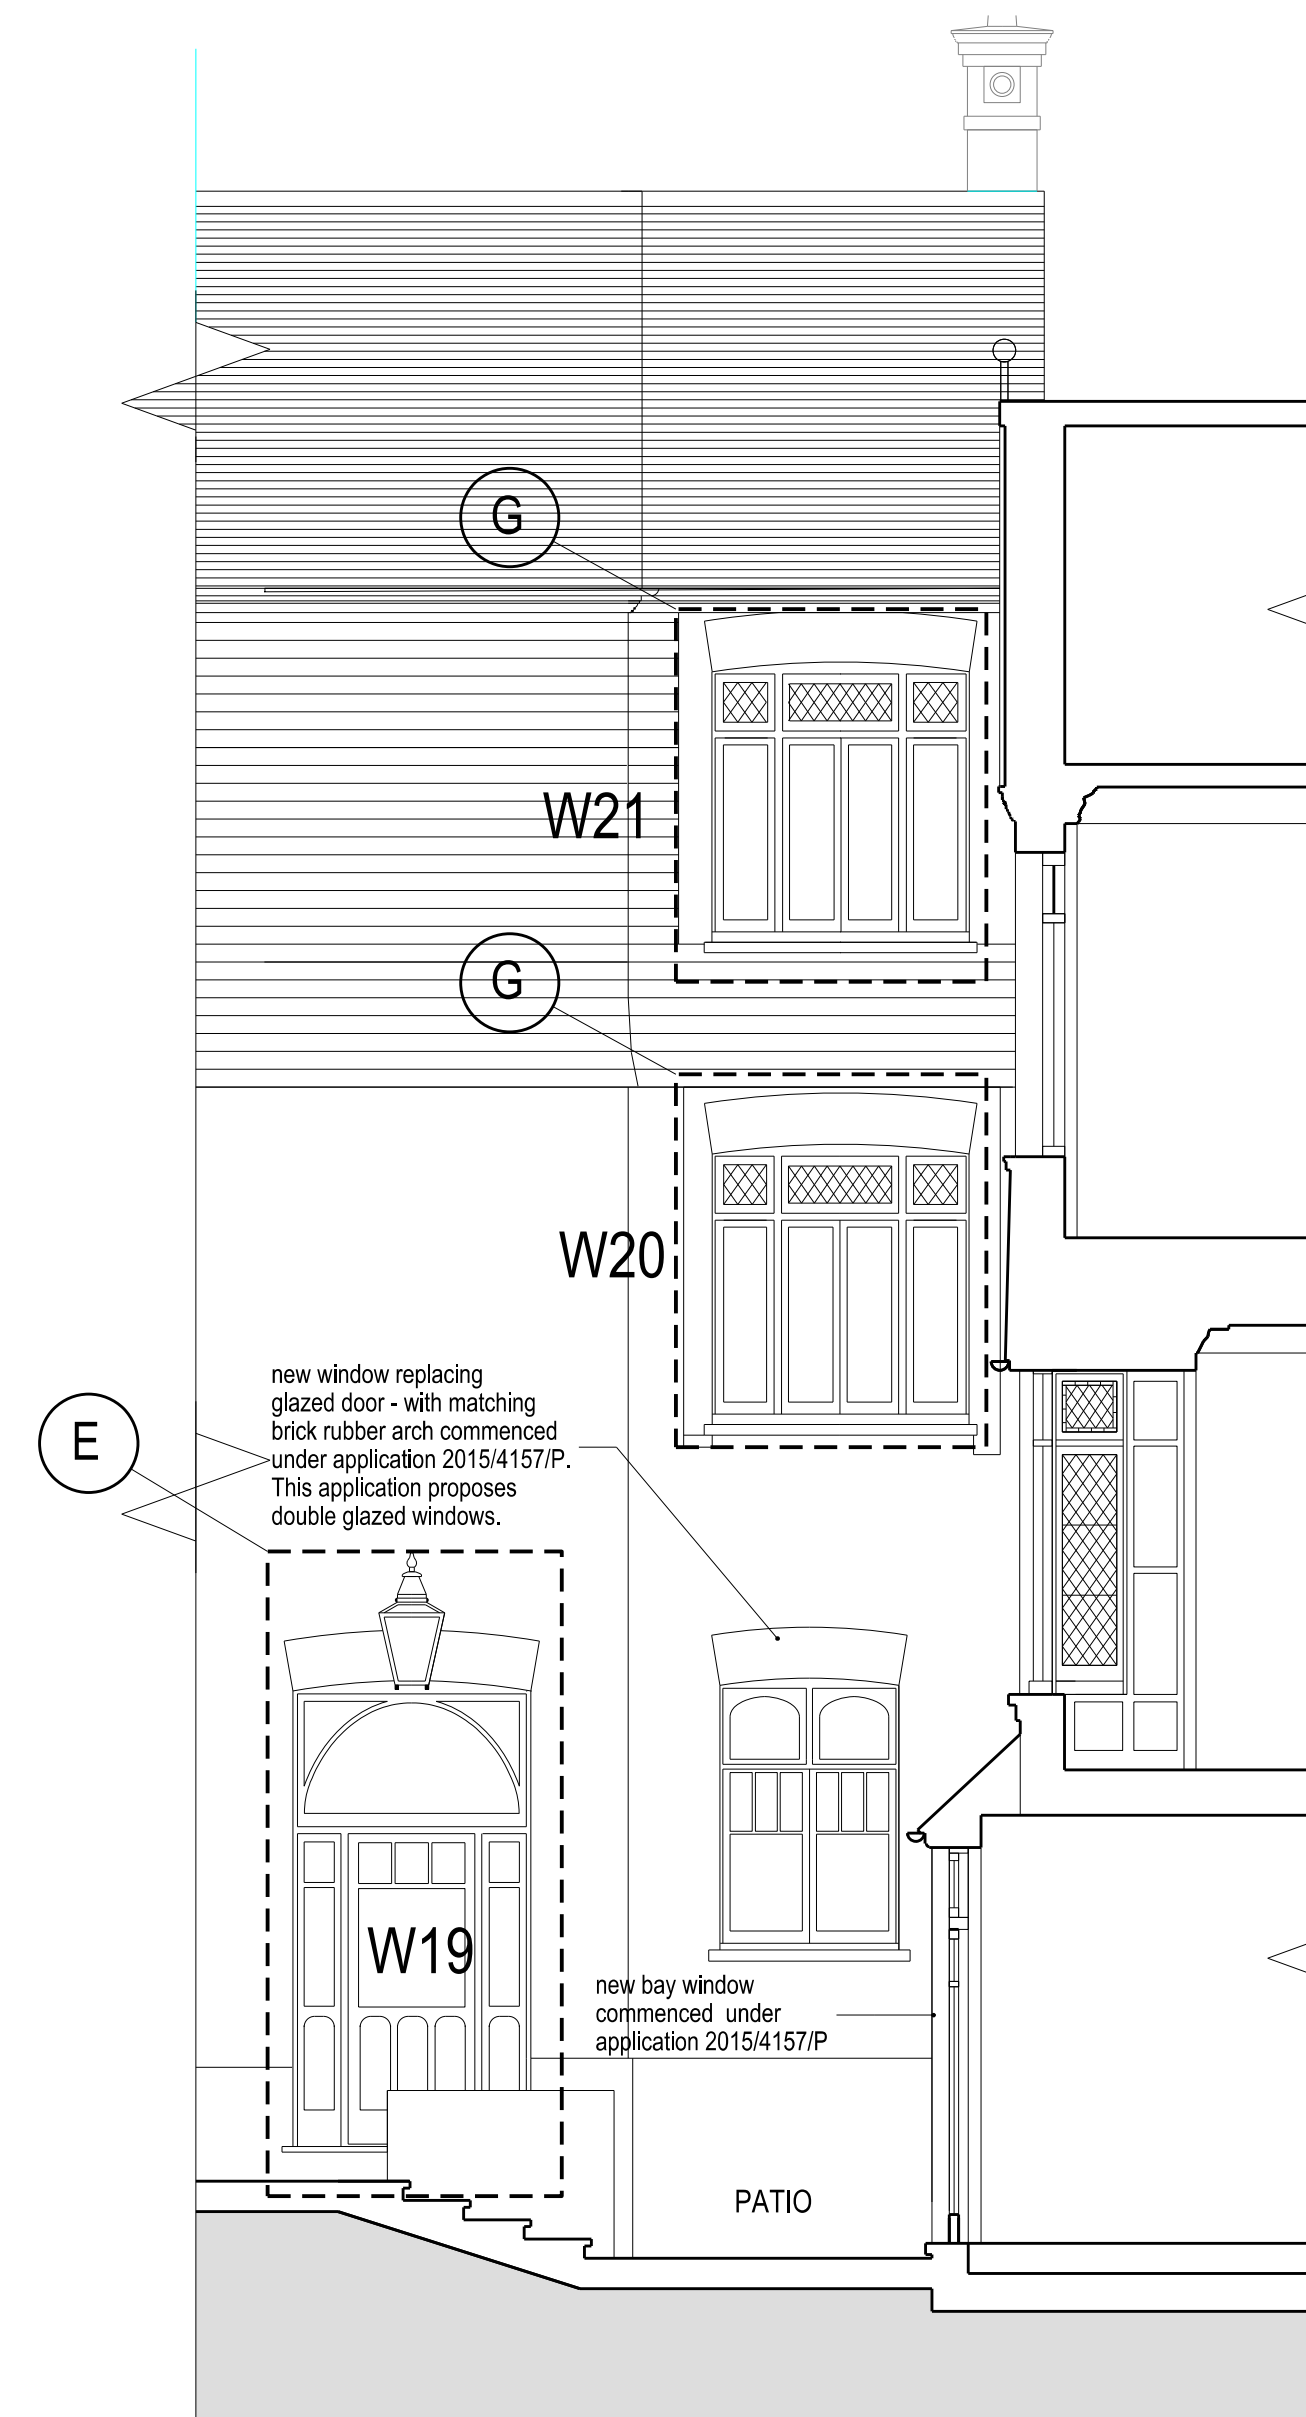 G
W21
G
W20
new window replacing
glazed door - with matching
brick rubber arch commenced
under application 2015/4157/P.
This application proposes
double glazed windows.
E
W19
new bay window
commenced under
application 2015/4157/P
PATIO